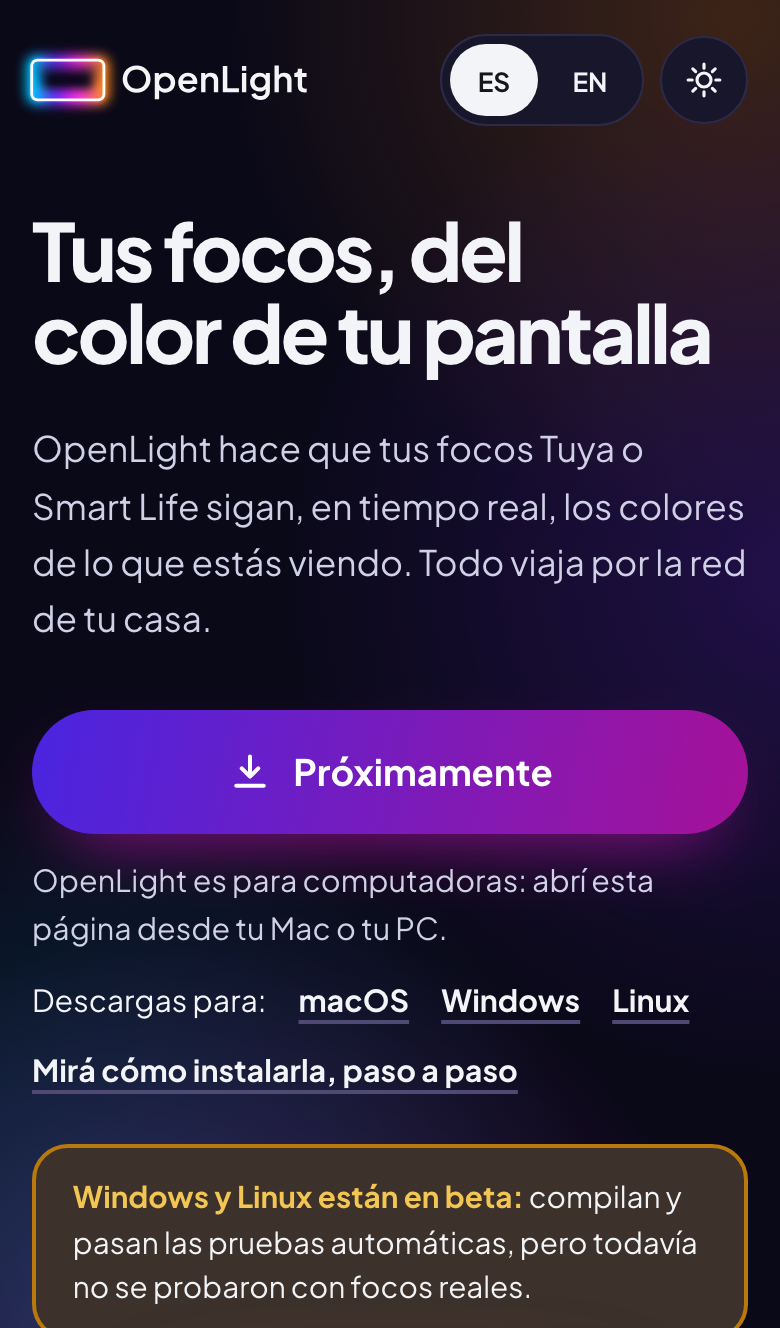 OpenLight
ES
EN
Tus focos, del
color de tu pantalla
OpenLight hace que tus focos Tuya o
Smart Life sigan, en tiempo real, los colores
de lo que estás viendo. Todo viaja por la red
de tu casa.
Próximamente
OpenLight es para computadoras: abrí esta
página desde tu Mac o tu PC.
Descargas para: macOS Windows Linux
Mirá cómo instalarla, paso a paso
Windows y Linux están en beta: compilan y
pasan las pruebas automáticas, pero todavía
no se probaron con focos reales.